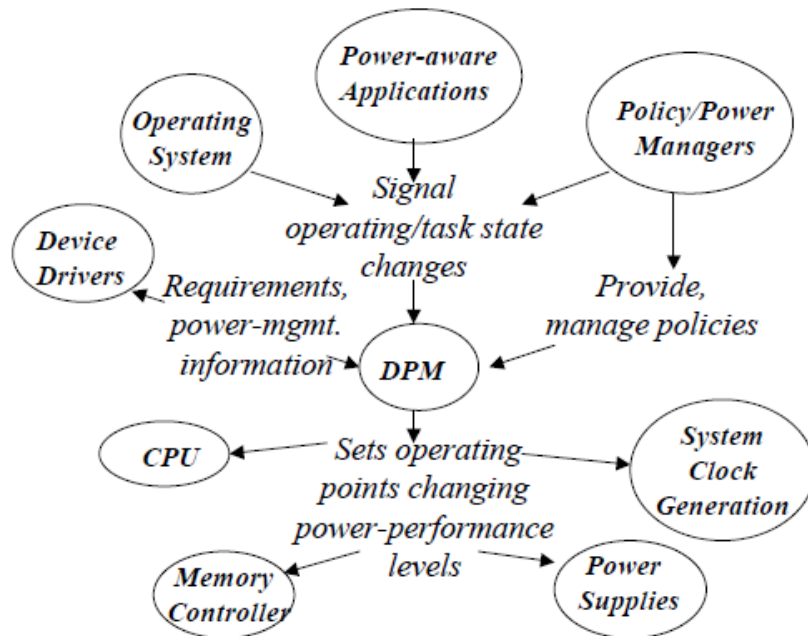 Power-aware
Applications
Operating
System
Policy/Power
Managers
Signal
operating/task state
changes
Device
Drivers
Requirements,
power-mgmt.
information
Provide,
manage policies
DPM
CPU
Sets operating
points changing
power-performance
levels
System
Clock
Generation
Memory
Controller
Power
Supplies